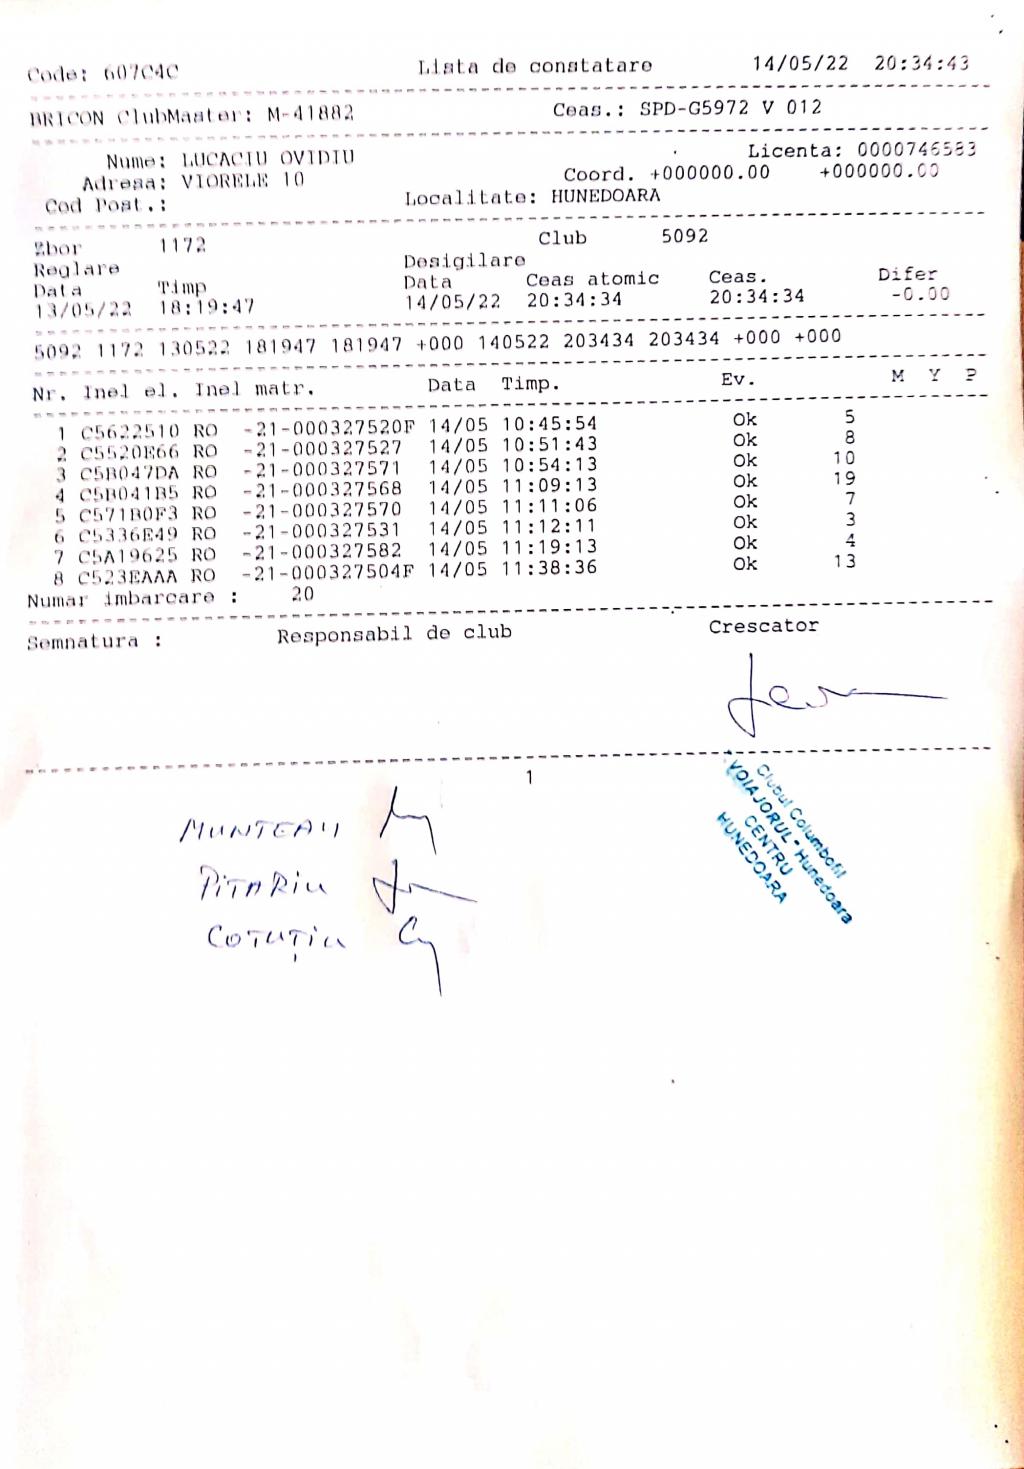 Code: 607C4C Lista de constatare 14/05/22 20:34:43
BRICON ClubMaster: M-41882 Ceas.: SPD-G5972 V 012
Nume: LUCACIU OVIDIU Licenta: 0000746583
Adresa: VIORELE 10 Coord. +000000.00 +000000.00
Cod Post.: Localitate: HUNEDOARA
Zbor 1172 Club 5092
Reglare Desigilare
Data Timp Data Ceas atomic Ceas. Difer
13/05/22 18:19:47 14/05/22 20:34:34 20:34:34 -0.00
5092 1172 130522 181947 181947 +000 140522 203434 203434 +000 +000
Nr. Inel el. Inel matr. Data Timp. Ev. M Y P
1 C5622510 RO -21-000327520F 14/05 10:45:54 Ok 5
2 C5520E66 RO -21-000327527 14/05 10:51:43 Ok 8
3 C5B047DA RO -21-000327571 14/05 10:54:13 Ok 10
4 C5B041B5 RO -21-000327568 14/05 11:09:13 Ok 19
5 C571B0F3 RO -21-000327570 14/05 11:11:06 Ok 7
6 C5336E49 RO -21-000327531 14/05 11:12:11 Ok 3
7 C5A19625 RO -21-000327582 14/05 11:19:13 Ok 4
8 C523EAAA RO -21-000327504F 14/05 11:38:36 Ok 13
Numar imbarcare : 20
Semnatura : Responsabil de club Crescator
1
MUNTEAN
PITARIU
COTUȚIU
Clubul Columbofil
"VOIAJORUL" Hunedoara
CENTRU
HUNEDOARA